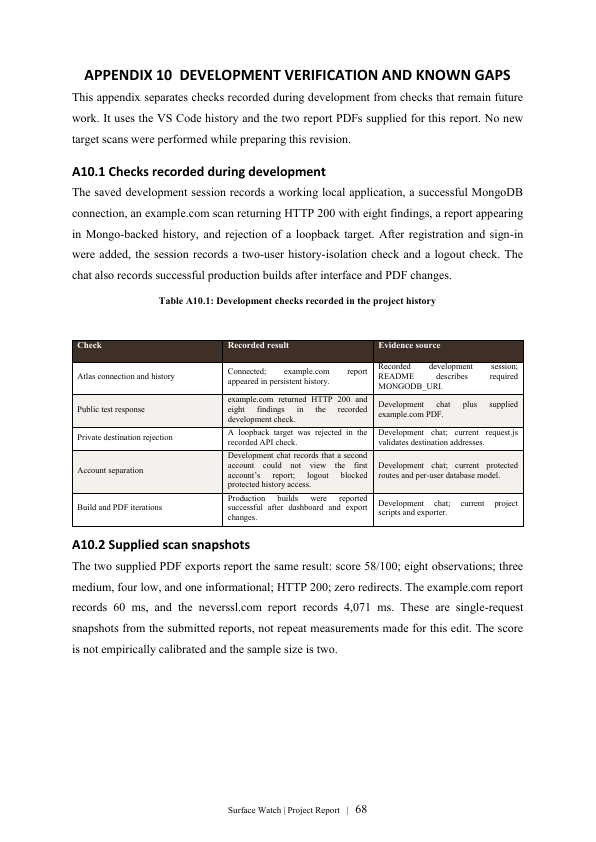 APPENDIX 10 DEVELOPMENT VERIFICATION AND KNOWN GAPS
This appendix separates checks recorded during development from checks that remain future
work. It uses the VS Code history and the two report PDFs supplied for this report. No new
target scans were performed while preparing this revision.
A10.1 Checks recorded during development
The saved development session records a working local application, a successful MongoDB
connection, an example.com scan returning HTTP 200 with eight findings, a report appearing
in Mongo-backed history, and rejection of a loopback target. After registration and sign-in
were added, the session records a two-user history-isolation check and a logout check. The
chat also records successful production builds after interface and PDF changes.
Table A10.1: Development checks recorded in the project history
Check
Recorded result
Evidence source
Atlas connection and history
Connected; example.com report
appeared in persistent history.
Recorded development session;
README describes required
MONGODB_URI.
Public test response
example.com returned HTTP 200 and
eight findings in the recorded
development check.
Development chat plus supplied
example.com PDF.
Private destination rejection
A loopback target was rejected in the
recorded API check.
Development chat; current request.js
validates destination addresses.
Account separation
Development chat records that a second
account could not view the first
account's report; logout blocked
protected history access.
Development chat; current protected
routes and per-user database model.
Build and PDF iterations
Production builds were reported
successful after dashboard and export
changes.
Development chat; current project
scripts and exporter.
A10.2 Supplied scan snapshots
The two supplied PDF exports report the same result: score 58/100; eight observations; three
medium, four low, and one informational; HTTP 200; zero redirects. The example.com report
records 60 ms, and the neverssl.com report records 4,071 ms. These are single-request
snapshots from the submitted reports, not repeat measurements made for this edit. The score
is not empirically calibrated and the sample size is two.
Surface Watch | Project Report | 68